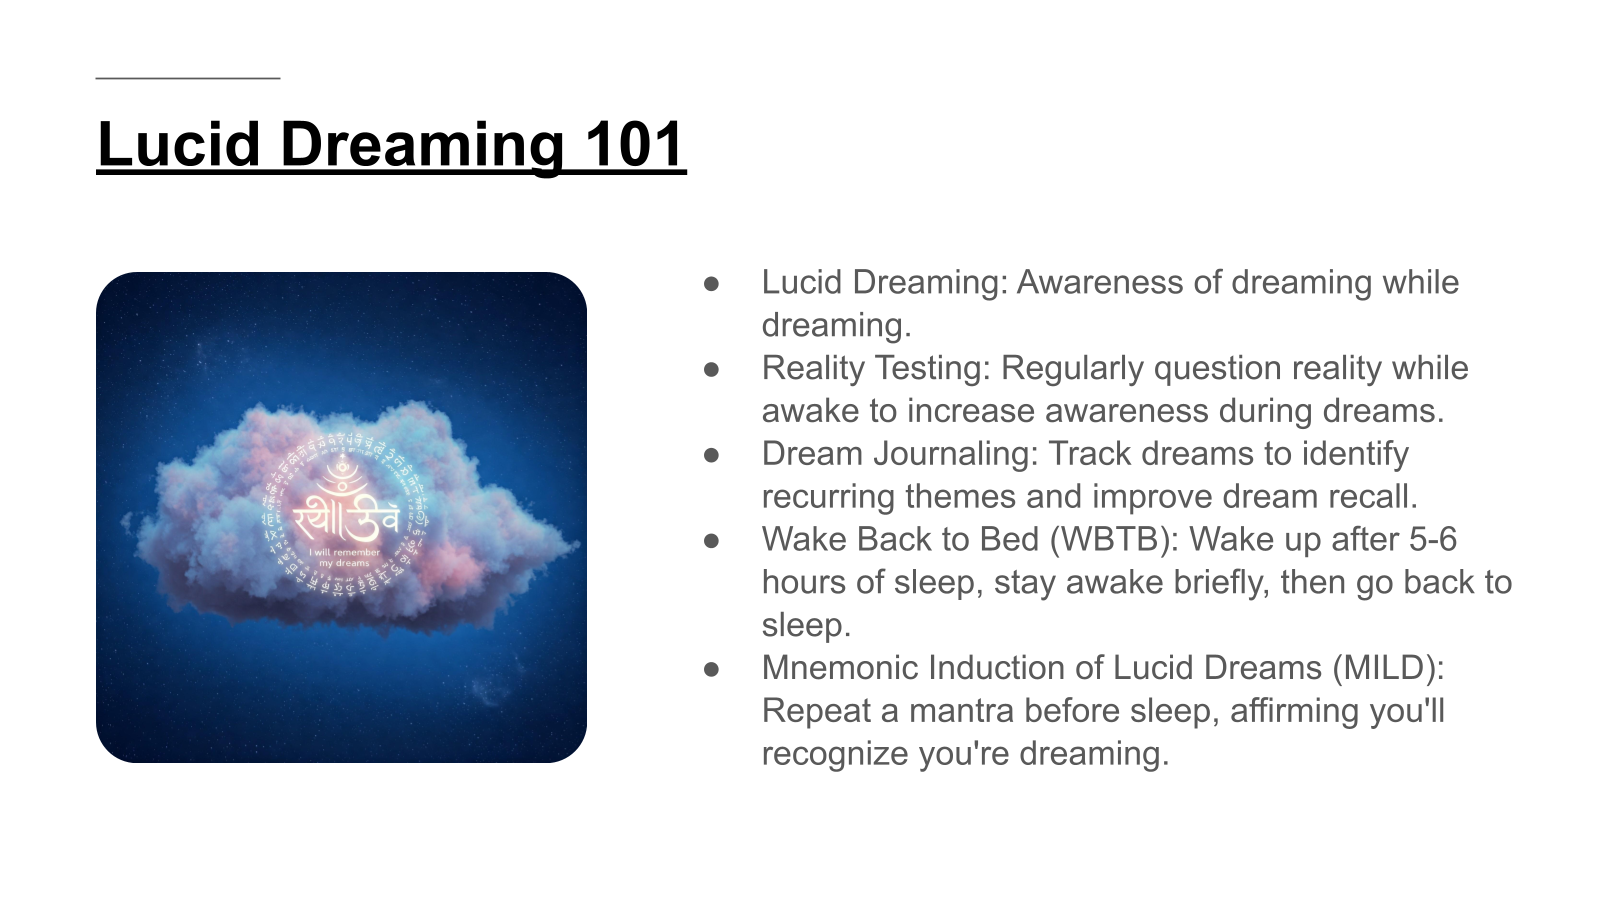 Lucid Dreaming 101
I will remember
my dreams
● Lucid Dreaming: Awareness of dreaming while
dreaming.
● Reality Testing: Regularly question reality while
awake to increase awareness during dreams.
● Dream Journaling: Track dreams to identify
recurring themes and improve dream recall.
● Wake Back to Bed (WBTB): Wake up after 5-6
hours of sleep, stay awake briefly, then go back to
sleep.
● Mnemonic Induction of Lucid Dreams (MILD):
Repeat a mantra before sleep, affirming you'll
recognize you're dreaming.